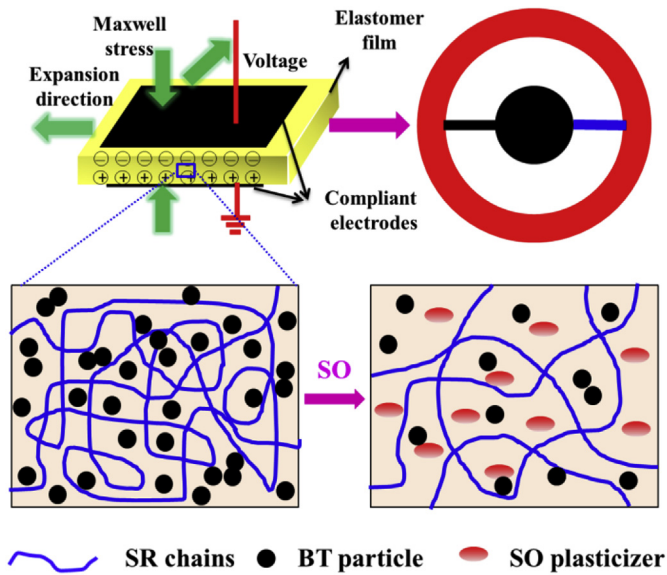 Maxwell
stress
Elastomer
film
Voltage
Expansion
direction
Compliant
electrodes
SO
SR chains
BT particle
SO plasticizer